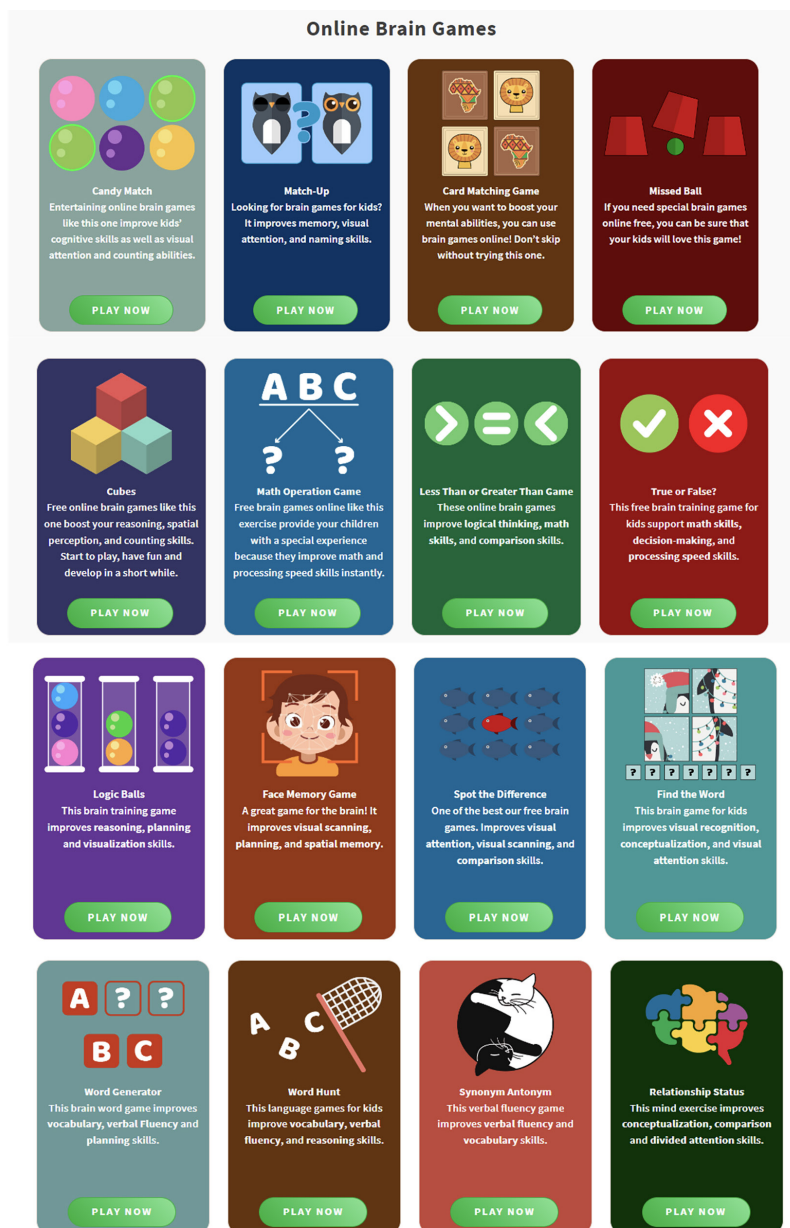 Online Brain Games
Candy Match
Entertaining online brain games
like this one improve kids'
cognitive skills as well as visual
attention and counting abilities.
PLAY NOW
?
Match-Up
Looking for brain games for kids?
It improves memory, visual
attention, and naming skills.
PLAY NOW
Card Matching Game
When you want to boost your
mental abilities, you can use
brain games online! Don't skip
without trying this one.
PLAY NOW
Missed Ball
If you need special brain games
online free, you can be sure that
your kids will love this game!
PLAY NOW
Cubes
Free online brain games like this
one boost your reasoning, spatial
perception, and counting skills.
Start to play, have fun and
develop in a short while.
PLAY NOW
A B C
? ?
Math Operation Game
Free brain games online like this
exercise provide your children
with a special experience
because they improve math and
processing speed skills instantly.
PLAY NOW
> = <
Less Than or Greater Than Game
These online brain games
improve logical thinking, math
skills, and comparison skills.
PLAY NOW
True or False?
This free brain training game for
kids support math skills,
decision-making, and
processing speed skills.
PLAY NOW
Logic Balls
This brain training game
improves reasoning, planning
and visualization skills.
PLAY NOW
Face Memory Game
A great game for the brain! It
improves visual scanning,
planning, and spatial memory.
PLAY NOW
Spot the Difference
One of the best our free brain
games. Improves visual
attention, visual scanning, and
comparison skills.
PLAY NOW
? ? ? ? ? ? ?
Find the Word
This brain game for kids
improves visual recognition,
conceptualization, and visual
attention skills.
PLAY NOW
A ? ?
B C
Word Generator
This brain word game improves
vocabulary, verbal Fluency and
planning skills.
PLAY NOW
A B C
Word Hunt
This language games for kids
improve vocabulary, verbal
fluency, and reasoning skills.
PLAY NOW
Synonym Antonym
This verbal fluency game
improves verbal fluency and
vocabulary skills.
PLAY NOW
Relationship Status
This mind exercise improves
conceptualization, comparison
and divided attention skills.
PLAY NOW